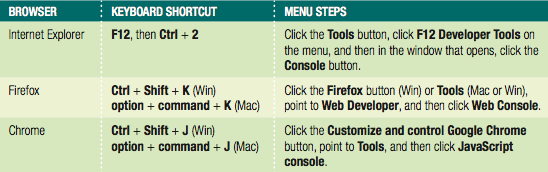 BROWSER KEYBOARD SHORTCUT MENU STEPS
Internet Explorer F12, then Ctrl + 2 Click the Tools button, click F12 Developer Tools on
the menu, and then in the window that opens, click the
Console button.
Firefox Ctrl + Shift + K (Win) Click the Firefox button (Win) or Tools (Mac or Win),
option + command + K (Mac) point to Web Developer, and then click Web Console.
Chrome Ctrl + Shift + J (Win) Click the Customize and control Google Chrome
option + command + J (Mac) button, point to Tools, and then click JavaScript
console.